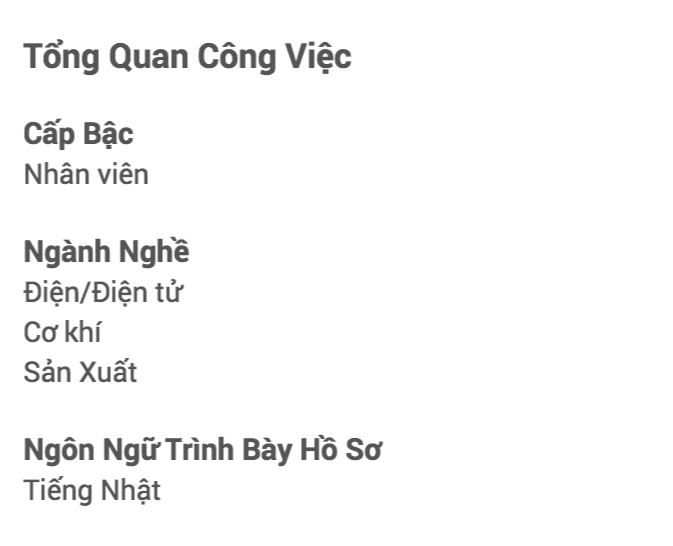 Tổng Quan Công Việc
Cấp Bậc
Nhân viên
Ngành Nghề
Điện/Điện tử
Cơ khí
Sản Xuất
Ngôn Ngữ Trình Bày Hồ Sơ
Tiếng Nhật